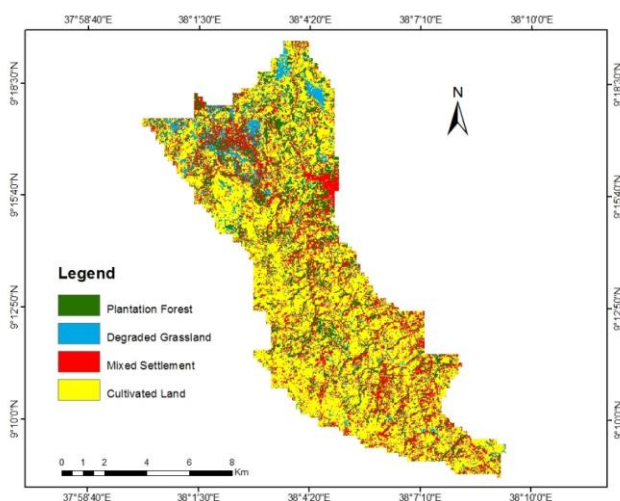 37°58'40"E 38°1'30"E 38°4'20"E 38°7'10"E 38°10'0"E
9°18'30"N 9°18'30"N
N
9°15'40"N 9°15'40"N
9°12'50"N 9°12'50"N
9°10'0"N 9°10'0"N
Legend
Plantation Forest
Degraded Grassland
Mixed Settlement
Cultivated Land
0 1 2 4 6 8
Km
37°58'40"E 38°1'30"E 38°4'20"E 38°7'10"E 38°10'0"E